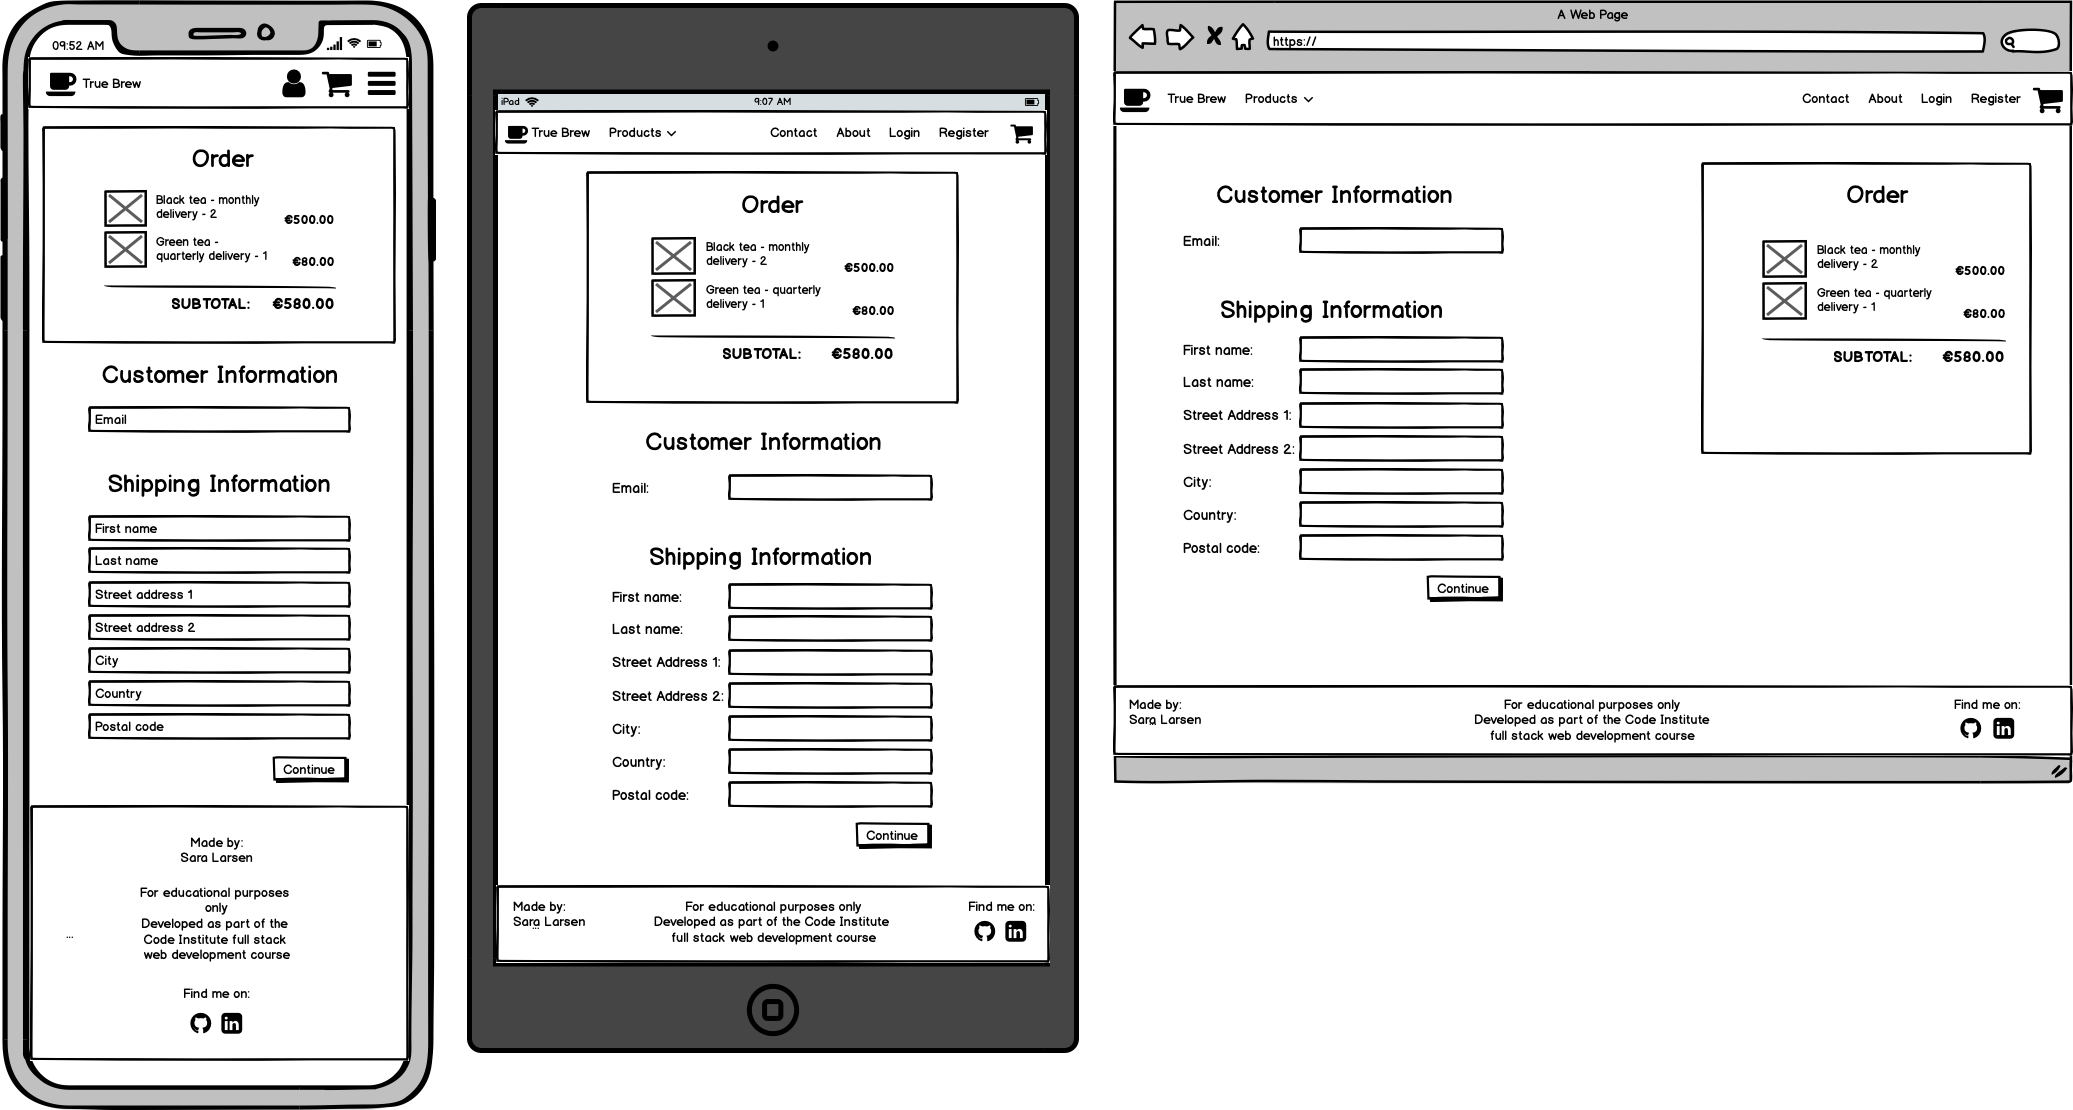 09:52 AM
True Brew
Order
Black tea - monthly
delivery - 2
€500.00
Green tea -
quarterly delivery - 1
€80.00
SUBTOTAL: €580.00
Customer Information
Email
Shipping Information
First name
Last name
Street address 1
Street address 2
City
Country
Postal code
Continue
Made by:
Sara Larsen
For educational purposes
only
Developed as part of the
Code Institute full stack
web development course
...
Find me on:
in
iPad 9:07 AM
True Brew Products Contact About Login Register
Order
Black tea - monthly
delivery - 2
€500.00
Green tea - quarterly
delivery - 1
€80.00
SUBTOTAL: €580.00
Customer Information
Email:
Shipping Information
First name:
Last name:
Street Address 1:
Street Address 2:
City:
Country:
Postal code:
Continue
Made by:
Sara Larsen
...
For educational purposes only
Developed as part of the Code Institute
full stack web development course
Find me on:
in
A Web Page
https://
True Brew Products Contact About Login Register
Customer Information
Email:
Shipping Information
First name:
Last name:
Street Address 1:
Street Address 2:
City:
Country:
Postal code:
Continue
Order
Black tea - monthly
delivery - 2
€500.00
Green tea - quarterly
delivery - 1
€80.00
SUBTOTAL: €580.00
Made by:
Sara Larsen
For educational purposes only
Developed as part of the Code Institute
full stack web development course
Find me on:
in